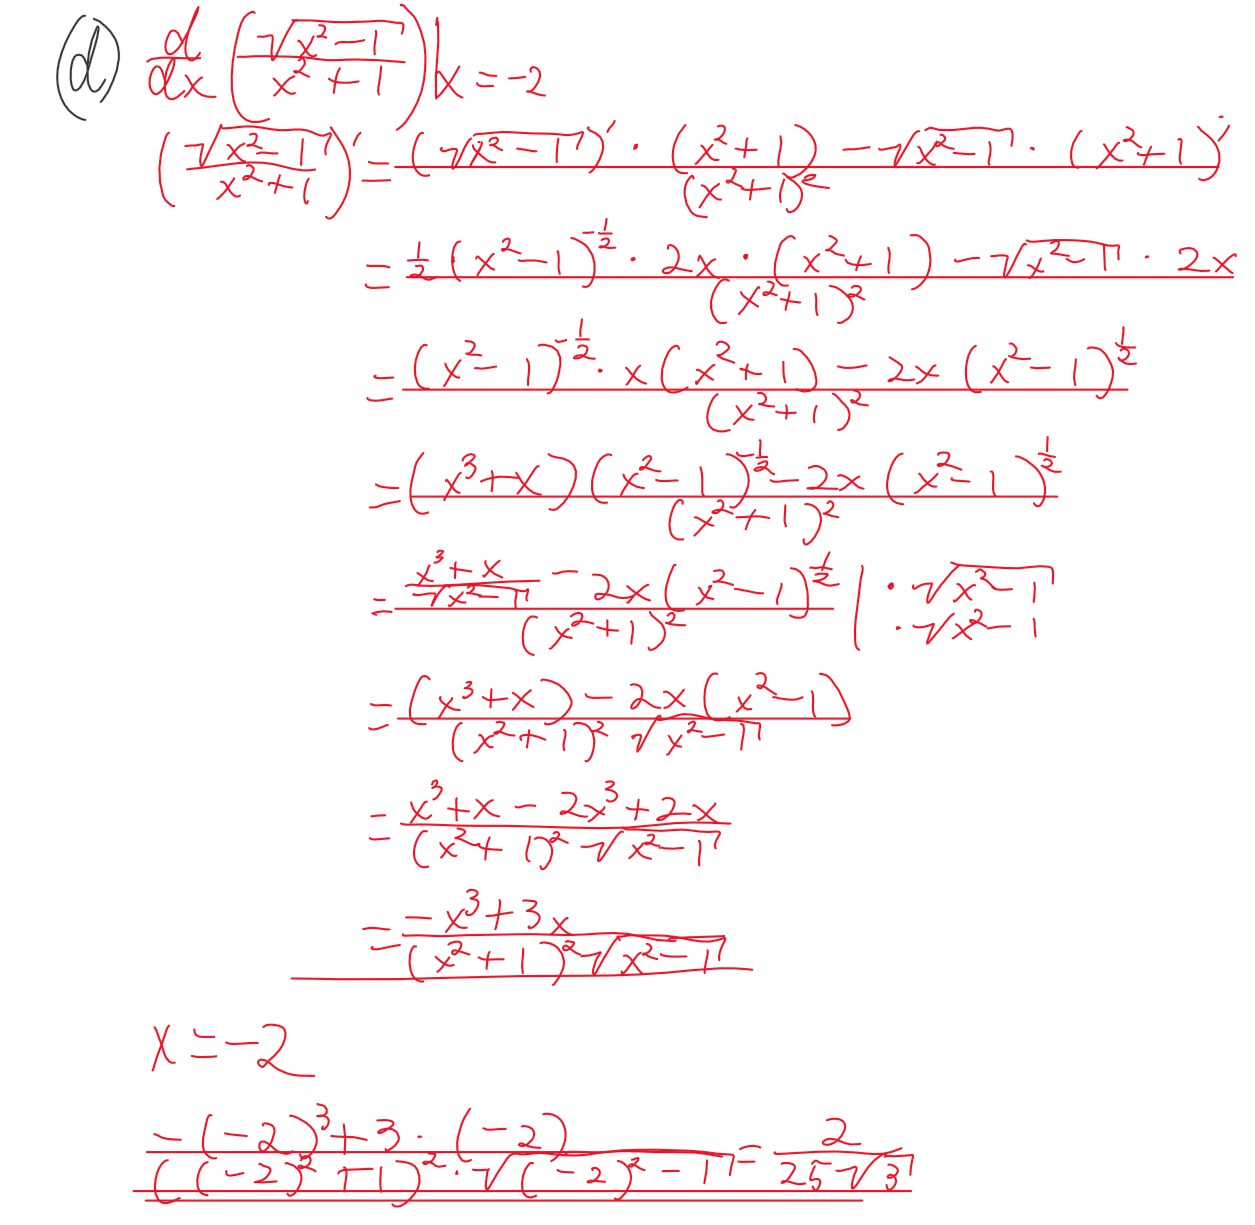 (d) d/dx (√(x²-1) / (x²+1)) | x = -2
(√(x²-1) / (x²+1))' = ((√(x²-1))' · (x²+1) - √(x²-1) · (x²+1)') / (x²+1)²
= (1/2 (x²-1)^(-1/2) · 2x · (x²+1) - √(x²-1) · 2x) / (x²+1)²
= ((x²-1)^(-1/2) · x(x²+1) - 2x(x²-1)^(1/2)) / (x²+1)²
= ((x³+x)(x²-1)^(-1/2) - 2x(x²-1)^(1/2)) / (x²+1)²
= ((x³+x)/√(x²-1) - 2x(x²-1)^(1/2)) / (x²+1)² | · √(x²-1) / · √(x²-1)
= ((x³+x) - 2x(x²-1)) / ((x²+1)² √(x²-1))
= (x³+x - 2x³+2x) / ((x²+1)² √(x²-1))
= (-x³+3x) / ((x²+1)² √(x²-1))
x = -2
(-(-2)³+3·(-2)) / (((-2)²+1)² · √((-2)²-1)) = 2 / (25√3)